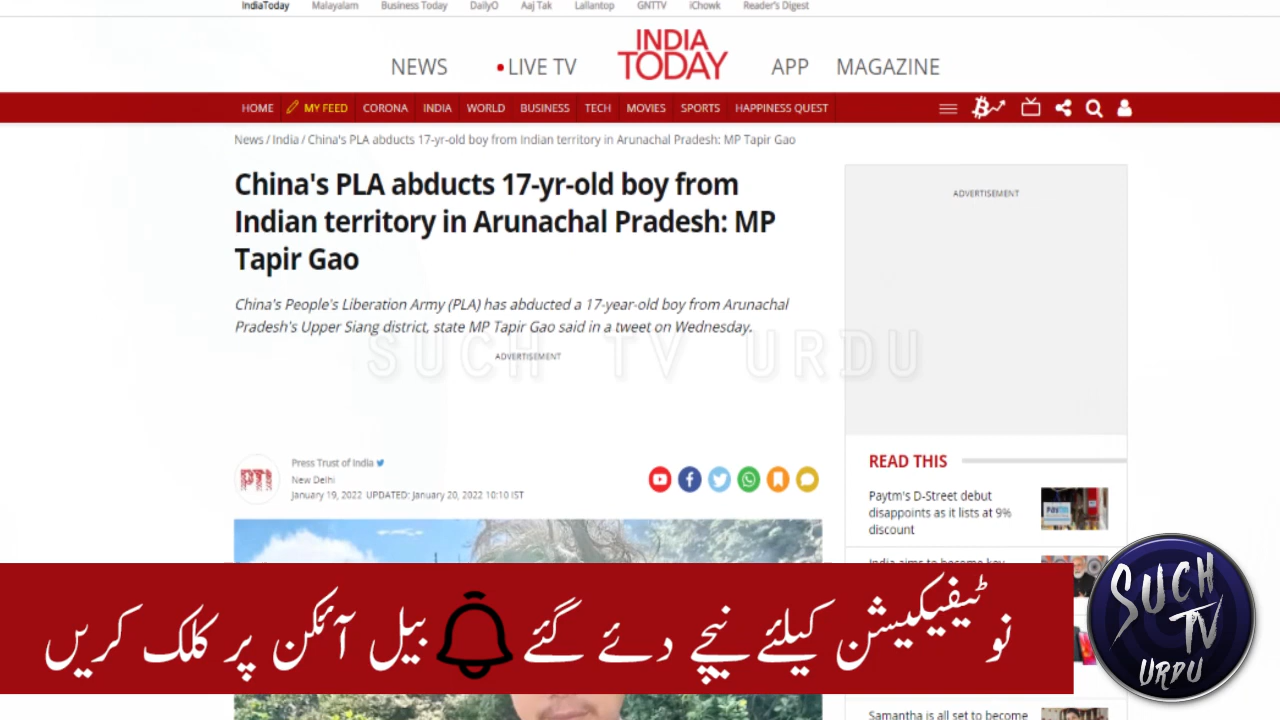 IndiaToday Malayalam Business Today DailyO Aaj Tak Lallantop GNTTV iChowk Reader's Digest
NEWS LIVE TV INDIA TODAY APP MAGAZINE
HOME MY FEED CORONA INDIA WORLD BUSINESS TECH MOVIES SPORTS HAPPINESS QUEST
News / India / China's PLA abducts 17-yr-old boy from Indian territory in Arunachal Pradesh: MP Tapir Gao
China's PLA abducts 17-yr-old boy from
Indian territory in Arunachal Pradesh: MP
Tapir Gao
China's People's Liberation Army (PLA) has abducted a 17-year-old boy from Arunachal
Pradesh's Upper Siang district, state MP Tapir Gao said in a tweet on Wednesday.
SUCH TV URDU
ADVERTISEMENT
PTI
Press Trust of India
New Delhi
January 19, 2022 UPDATED: January 20, 2022 10:10 IST
ADVERTISEMENT
READ THIS
Paytm's D-Street debut
disappoints as it lists at 9%
discount
India aims to become key
Samantha is all set to become
نوٹیفیکیشن کیلئے نیچے دئے گئے بیل آئکن پر کلک کریں
SUCH
TV
URDU